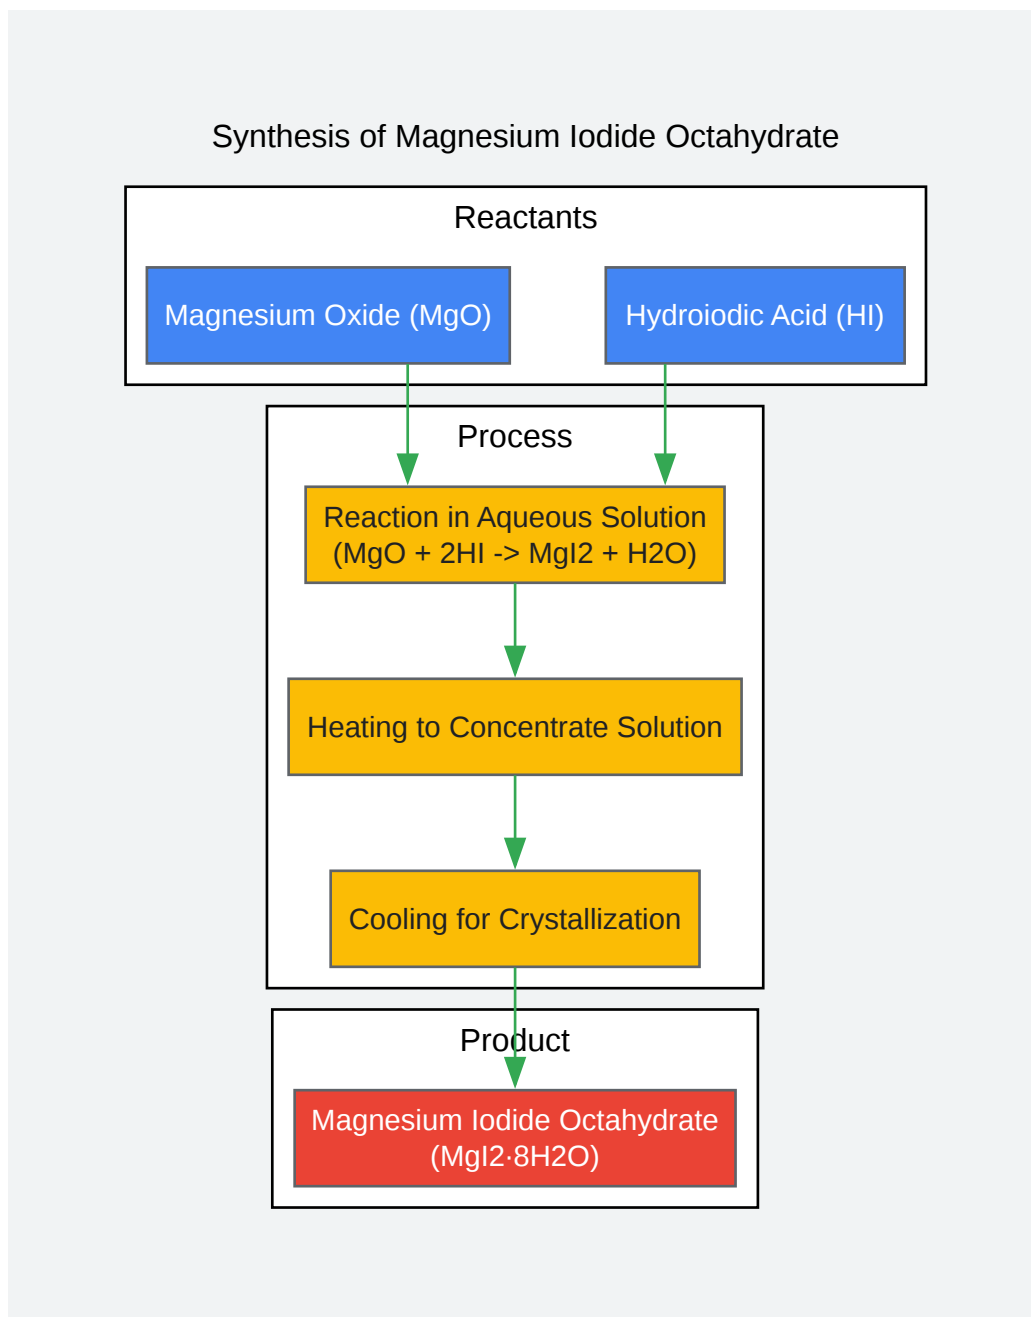 Synthesis of Magnesium Iodide Octahydrate
Reactants
Magnesium Oxide (MgO)
Hydroiodic Acid (HI)
Process
Reaction in Aqueous Solution
(MgO + 2HI -> MgI2 + H2O)
Heating to Concentrate Solution
Cooling for Crystallization
Product
Magnesium Iodide Octahydrate
(MgI2·8H2O)